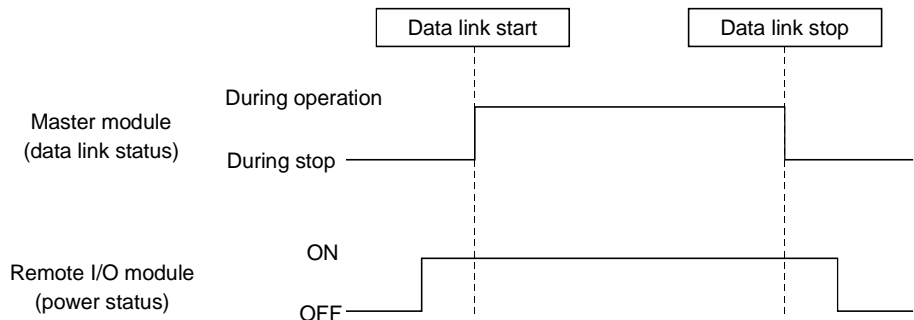 Data link start
Data link stop
During operation
Master module
(data link status)
During stop
ON
Remote I/O module
(power status)
OFF